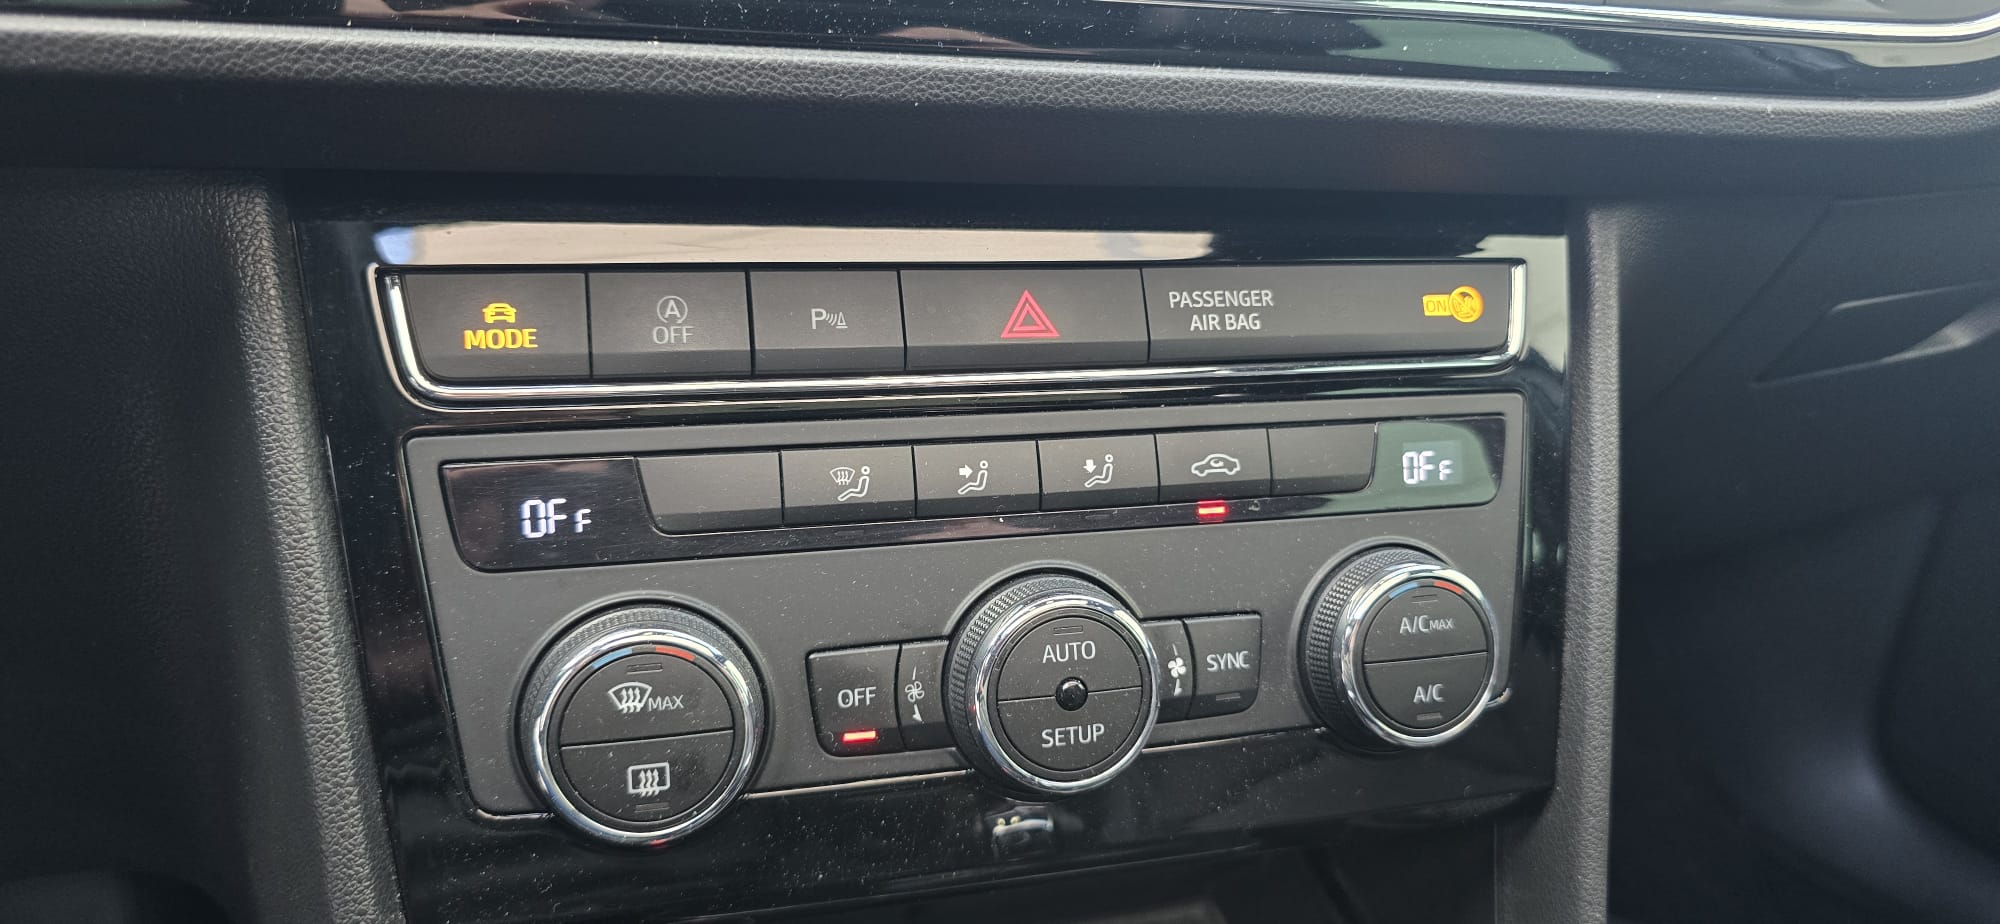 MODE
A
OFF
P
PASSENGER
AIR BAG
ON
OFF
OFF
MAX
OFF
AUTO
SETUP
SYNC
A/C MAX
A/C